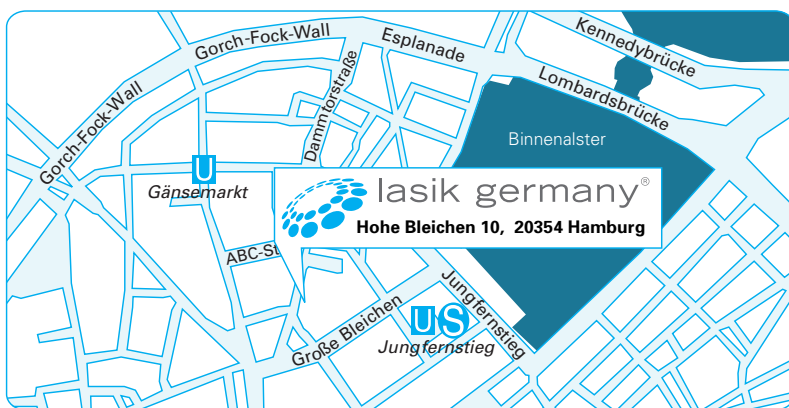 Gorch-Fock-Wall
Esplanade
Kennedybrücke
Lombardsbrücke
Gorch-Fock-Wall
Dammtorstraße
Binnenalster
U
Gänsemarkt
lasik germany®
Hohe Bleichen 10, 20354 Hamburg
ABC-St
Jungfernstieg
Große Bleichen
U S
Jungfernstieg